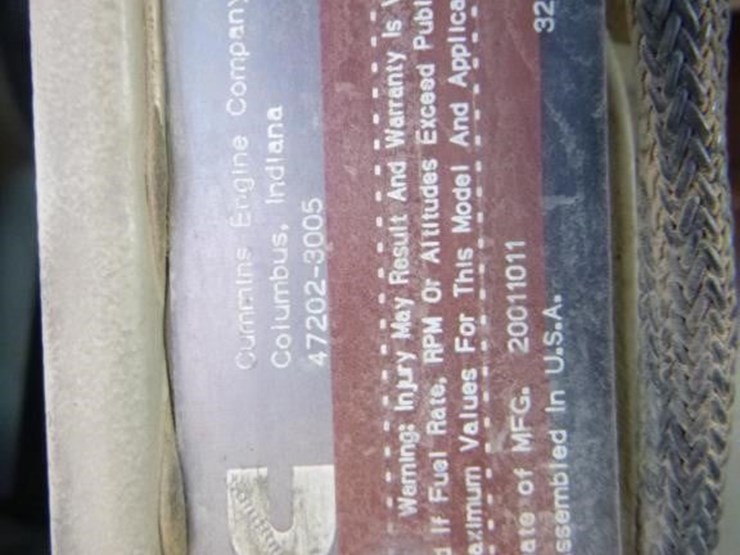 Cummins Engine Company
Columbus, Indiana
47202-3005
Warning: Injury May Result And Warranty Is
If Fuel Rate, RPM Or Altitudes Exceed Publ
aximum Values For This Model And Applica
ate of MFG. 20011011
ssembled In U.S.A.
32